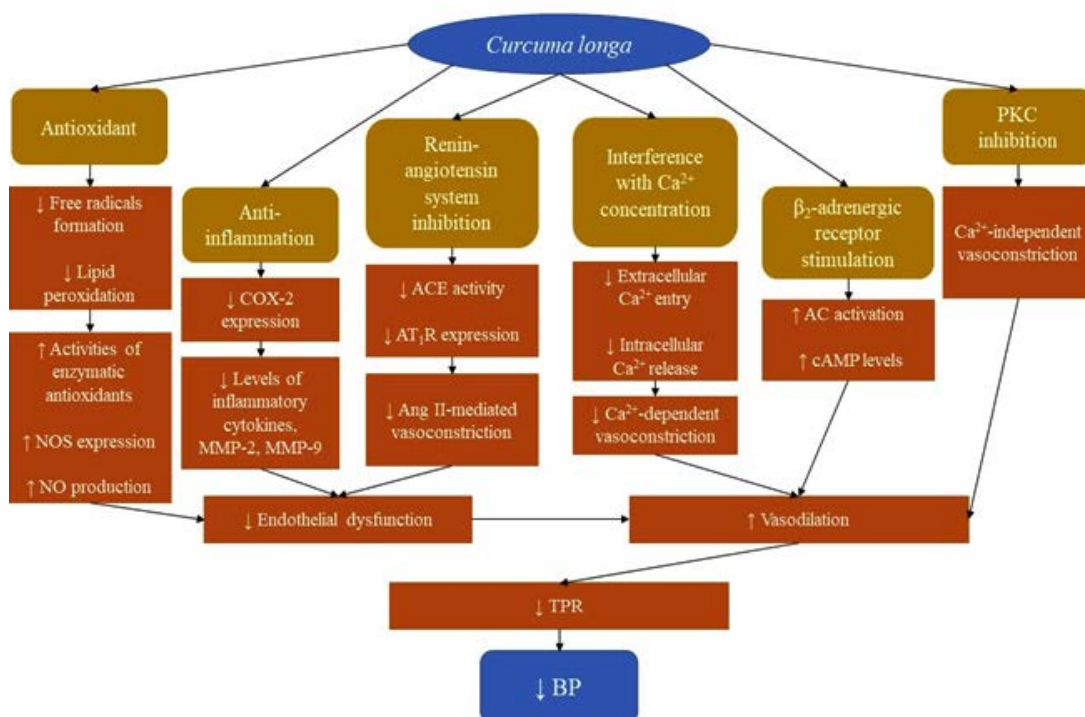 Curcuma longa
Antioxidant
↓ Free radicals
formation
↓ Lipid
peroxidation
↑ Activities of
enzymatic
antioxidants
↑ NOS expression
↑ NO production
Anti-
inflammation
↓ COX-2
expression
↓ Levels of
inflammatory
cytokines,
MMP-2, MMP-9
Renin-
angiotensin
system
inhibition
↓ ACE activity
↓ AT₁R expression
↓ Ang II-mediated
vasoconstriction
Interference
with Ca²⁺
concentration
↓ Extracellular
Ca²⁺ entry
↓ Intracellular
Ca²⁺ release
↓ Ca²⁺-dependent
vasoconstriction
β₂-adrenergic
receptor
stimulation
↑ AC activation
↑ cAMP levels
PKC
inhibition
Ca²⁺-independent
vasoconstriction
↓ Endothelial dysfunction
↑ Vasodilation
↓ TPR
↓ BP